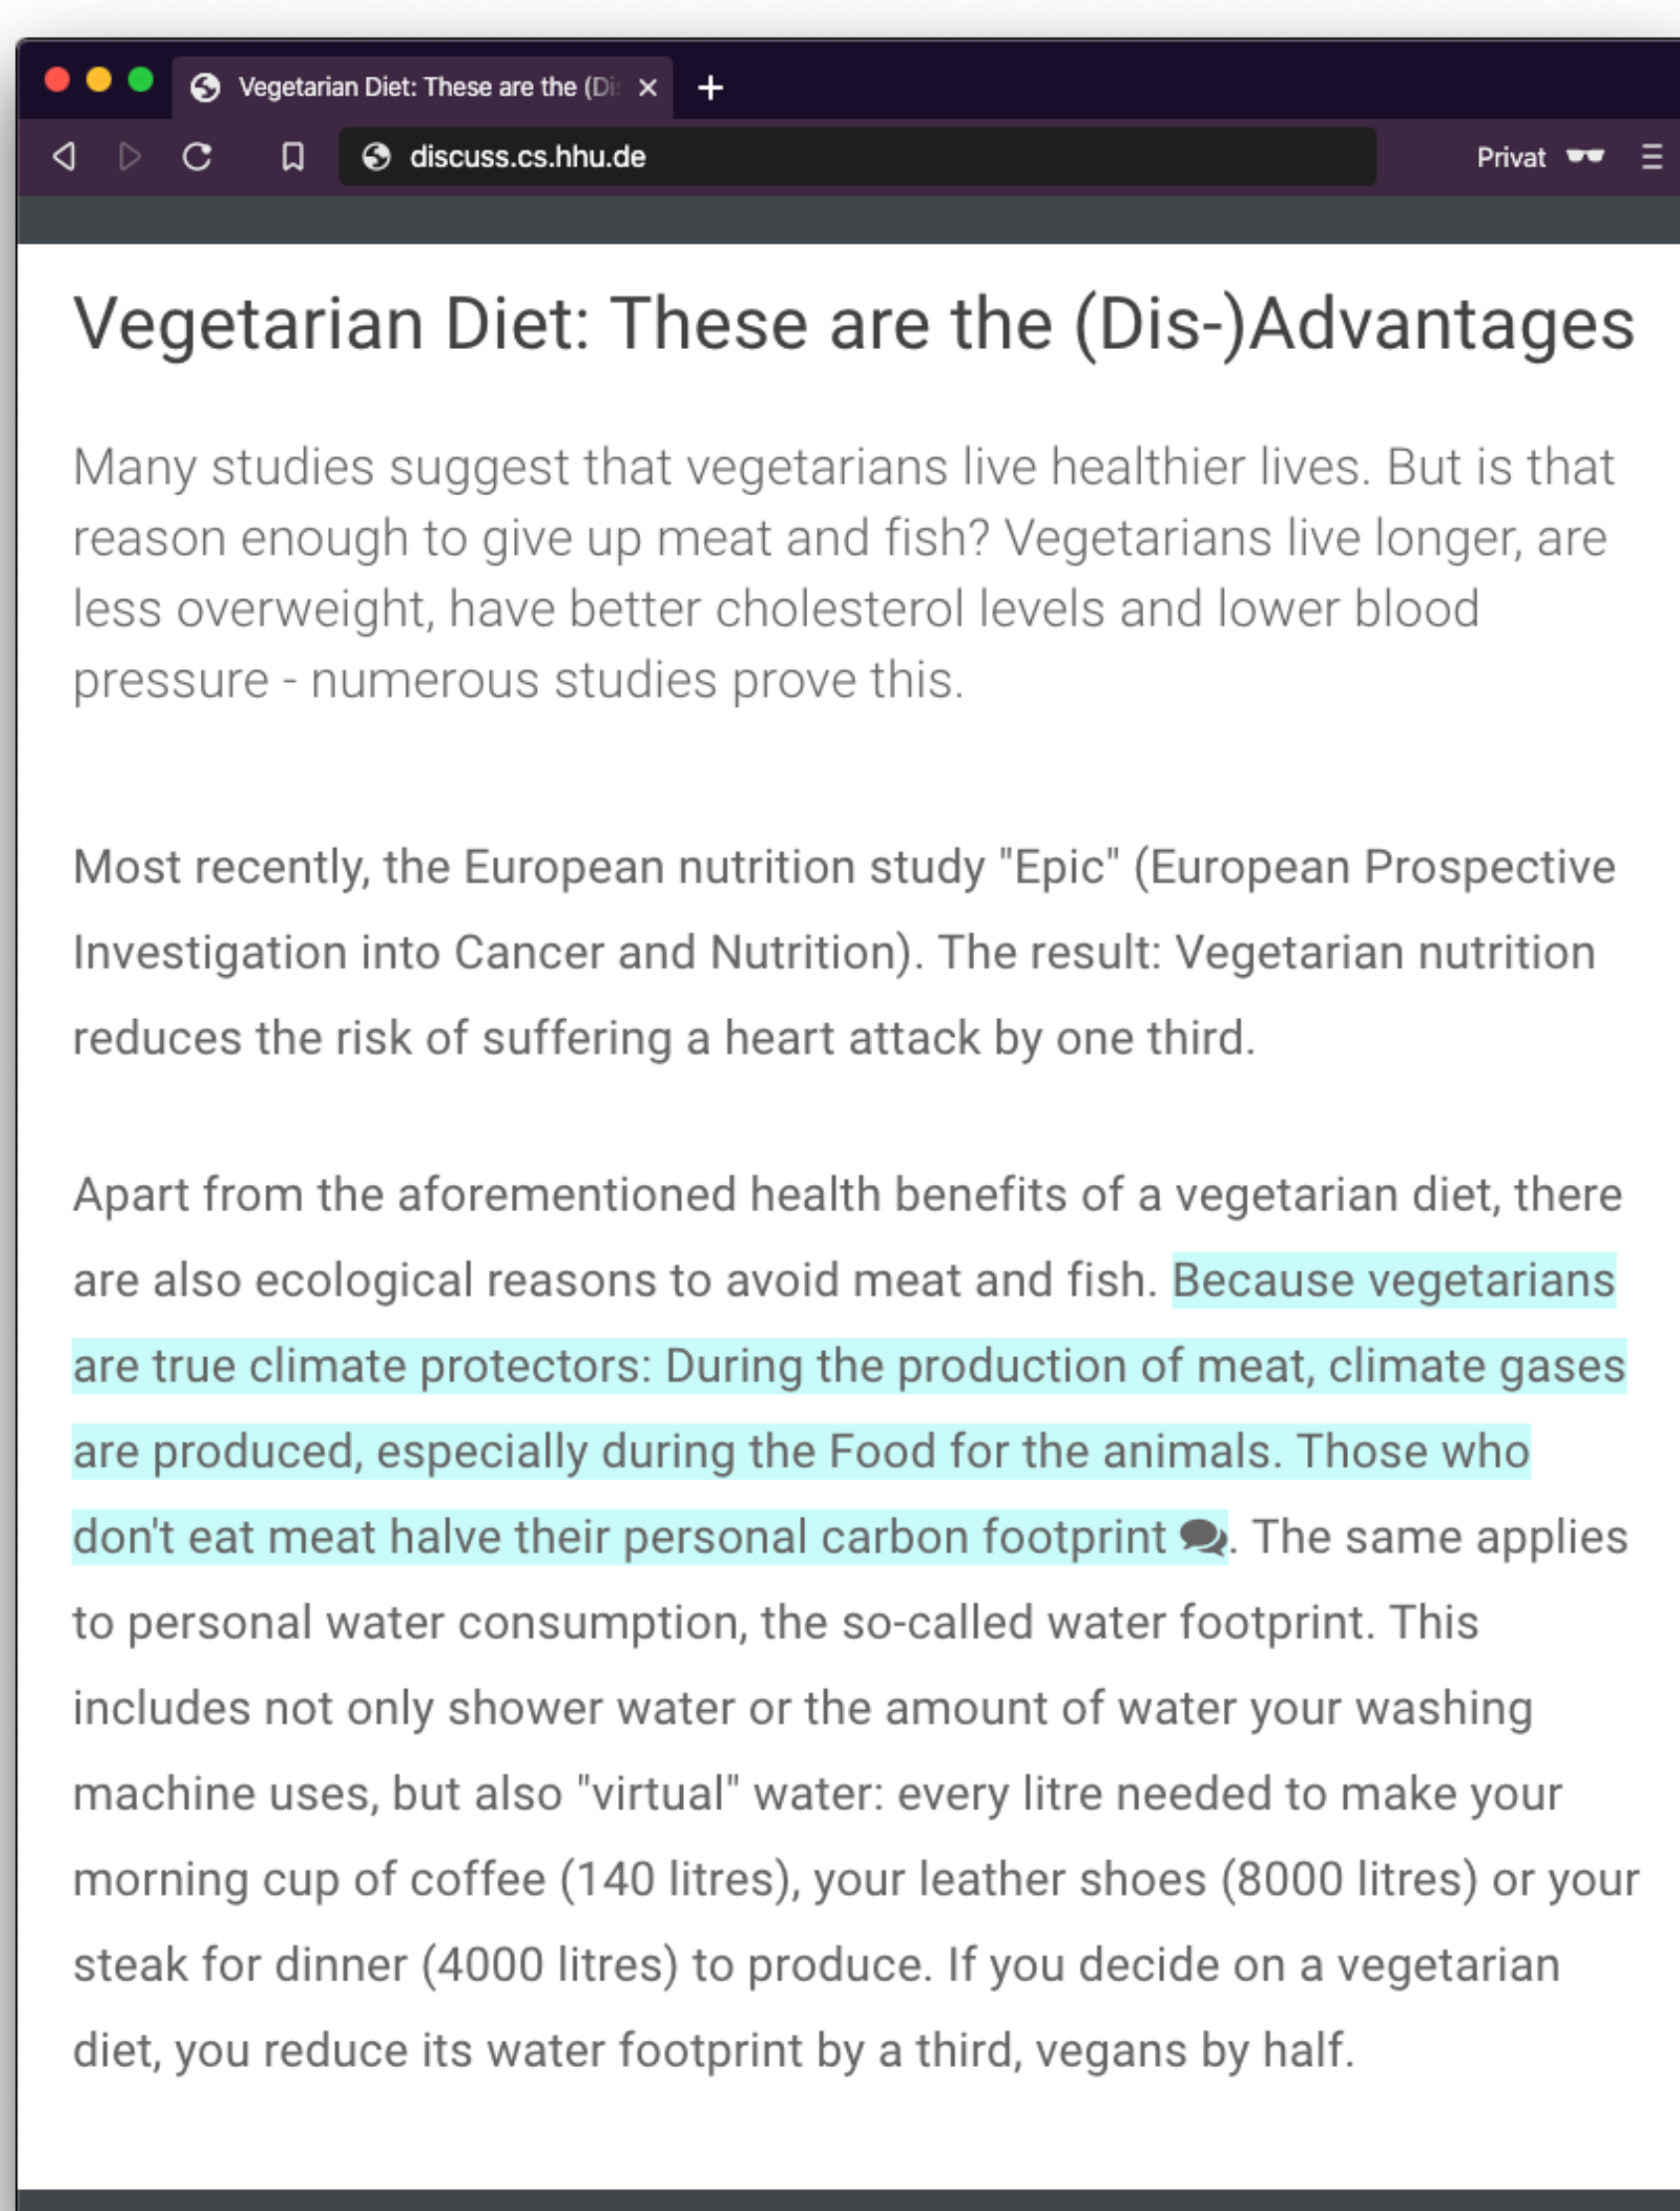 Vegetarian Diet: These are the (Di
discuss.cs.hhu.de
Privat
Vegetarian Diet: These are the (Dis-)Advantages
Many studies suggest that vegetarians live healthier lives. But is that
reason enough to give up meat and fish? Vegetarians live longer, are
less overweight, have better cholesterol levels and lower blood
pressure - numerous studies prove this.
Most recently, the European nutrition study "Epic" (European Prospective
Investigation into Cancer and Nutrition). The result: Vegetarian nutrition
reduces the risk of suffering a heart attack by one third.
Apart from the aforementioned health benefits of a vegetarian diet, there
are also ecological reasons to avoid meat and fish. Because vegetarians
are true climate protectors: During the production of meat, climate gases
are produced, especially during the Food for the animals. Those who
don't eat meat halve their personal carbon footprint. The same applies
to personal water consumption, the so-called water footprint. This
includes not only shower water or the amount of water your washing
machine uses, but also "virtual" water: every litre needed to make your
morning cup of coffee (140 litres), your leather shoes (8000 litres) or your
steak for dinner (4000 litres) to produce. If you decide on a vegetarian
diet, you reduce its water footprint by a third, vegans by half.